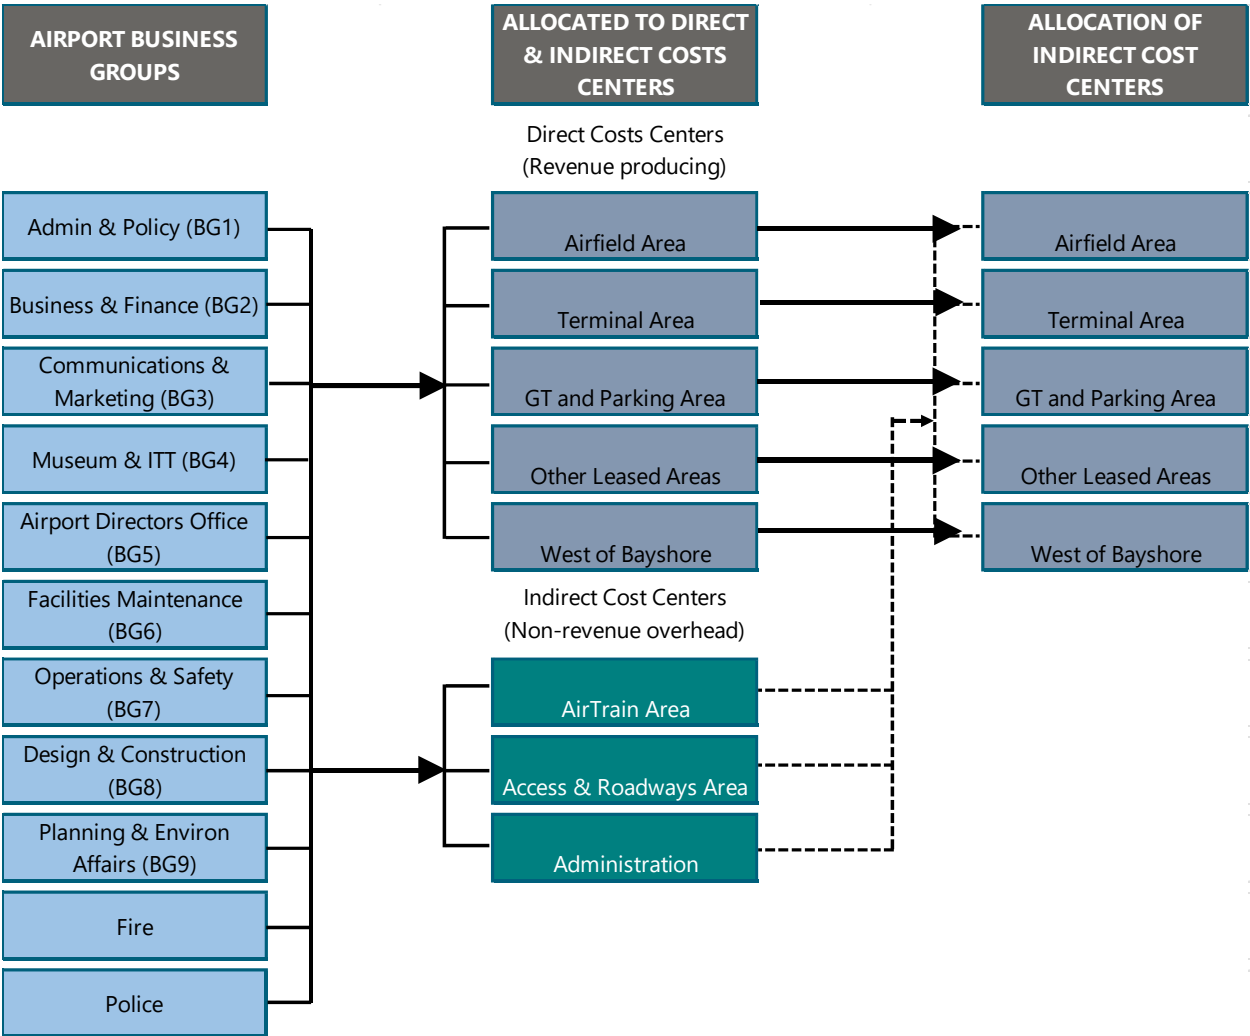 AIRPORT BUSINESS
GROUPS
ALLOCATED TO DIRECT
& INDIRECT COSTS
CENTERS
ALLOCATION OF
INDIRECT COST
CENTERS
Direct Costs Centers
(Revenue producing)
Admin & Policy (BG1)
Business & Finance (BG2)
Communications &
Marketing (BG3)
Museum & ITT (BG4)
Airport Directors Office
(BG5)
Facilities Maintenance
(BG6)
Operations & Safety
(BG7)
Design & Construction
(BG8)
Planning & Environ
Affairs (BG9)
Fire
Police
Airfield Area
Terminal Area
GT and Parking Area
Other Leased Areas
West of Bayshore
Indirect Cost Centers
(Non-revenue overhead)
AirTrain Area
Access & Roadways Area
Administration
Airfield Area
Terminal Area
GT and Parking Area
Other Leased Areas
West of Bayshore